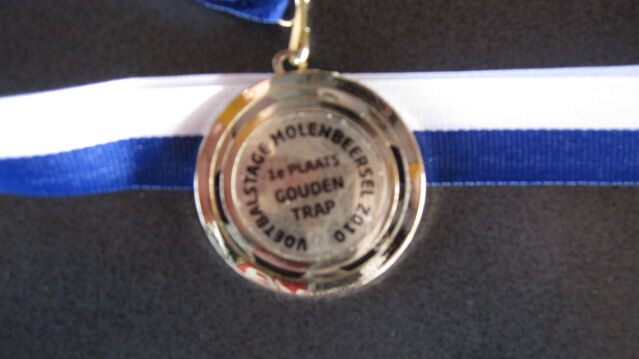 VOETBALSTAGE MOLENBEERSEL 2010
1e PLAATS
GOUDEN
TRAP